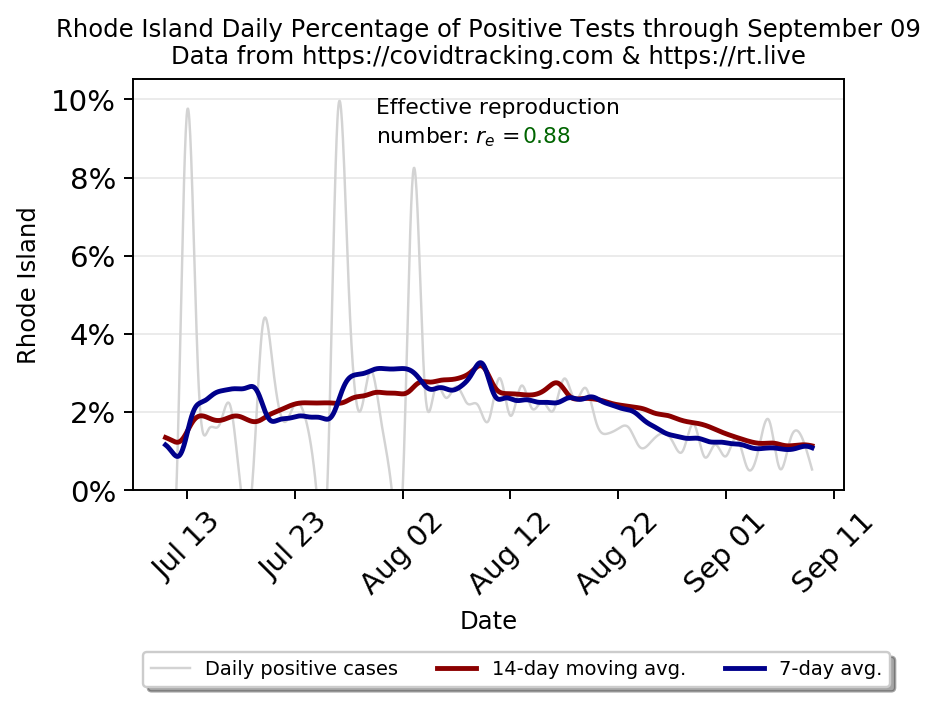 Rhode Island Daily Percentage of Positive Tests through September 09
Data from https://covidtracking.com & https://rt.live
Effective reproduction
number: rₑ = 0.88
10%
8%
6%
4%
2%
0%
Rhode Island
Jul 13
Jul 23
Aug 02
Aug 12
Aug 22
Sep 01
Sep 11
Date
Daily positive cases
14-day moving avg.
7-day avg.